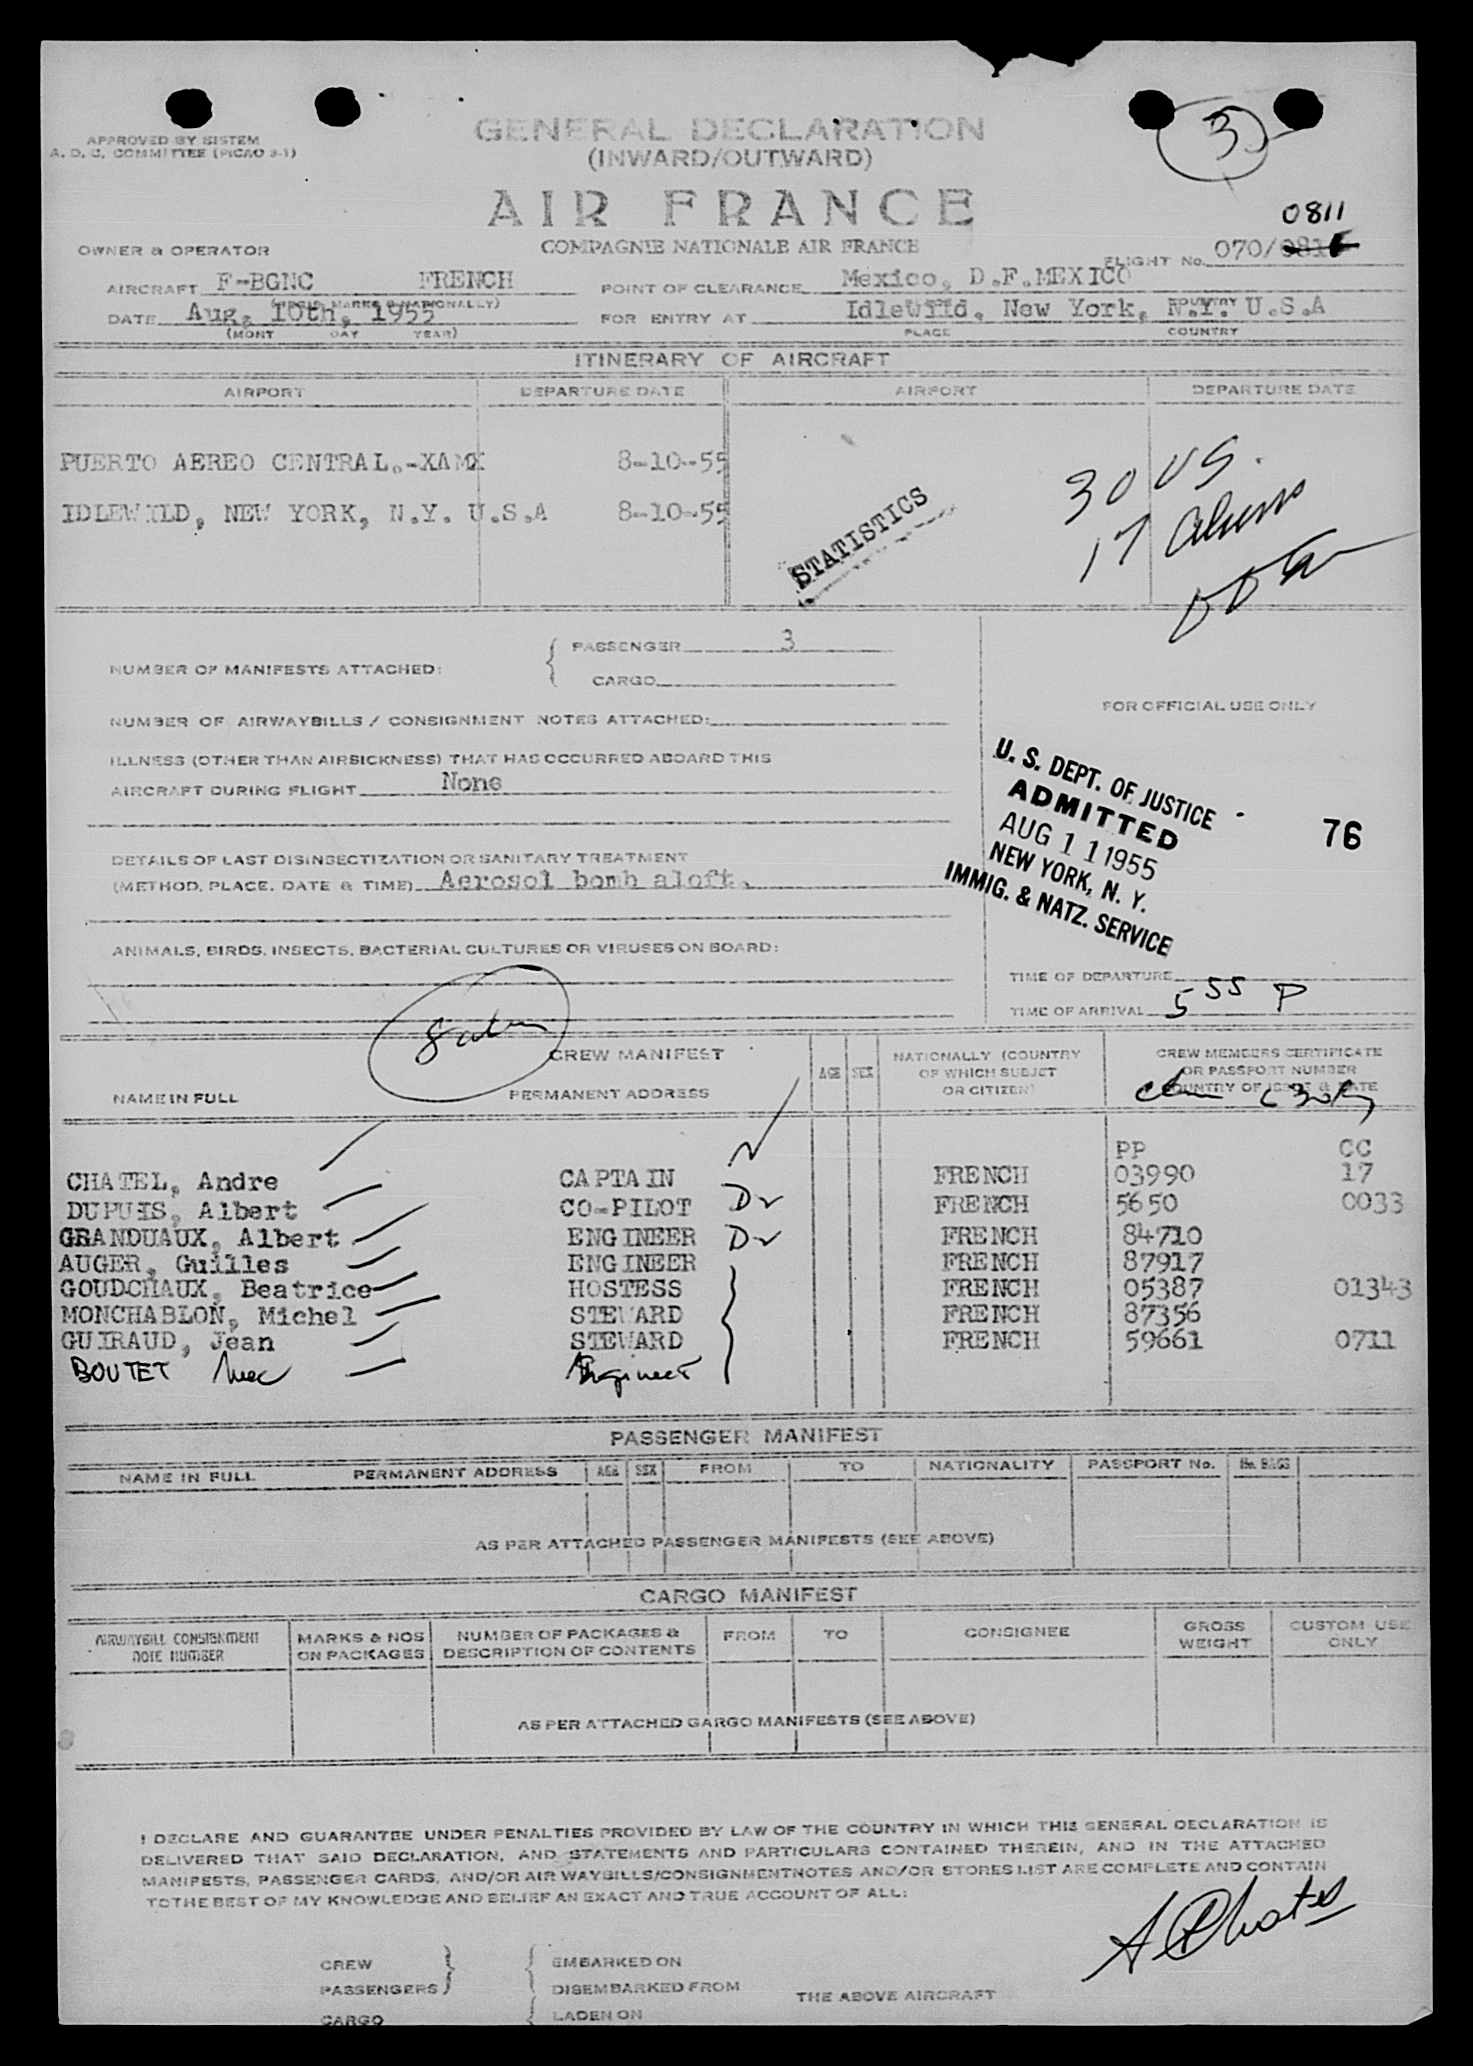 3
APPROVED BY SISTEM
A. D. C. COMMITTEE (PICAO 3-1)
GENERAL DECLARATION
(INWARD/OUTWARD)
AIR FRANCE
COMPAGNIE NATIONALE AIR FRANCE
0811
OWNER & OPERATOR
FLIGHT No. 070/
AIRCRAFT F-BGNC FRENCH
(REGIS. MARKS & NATIONALLY)
POINT OF CLEARANCE Mexico, D.F.MEXICO
COUNTRY
DATE Aug, 10th, 1955
(MONT DAY YEAR)
FOR ENTRY AT Idlewild, New York, N.Y. U.S.A
PLACE COUNTRY
ITINERARY OF AIRCRAFT
AIRPORT DEPARTURE DATE AIRPORT DEPARTURE DATE
PUERTO AEREO CENTRAL.-XAMX 8-10-55
IDLEWILD, NEW YORK, N.Y. U.S.A 8-10-55
STATISTICS
30 US.
17 aliens
NUMBER OF MANIFESTS ATTACHED:
PASSENGER 3
CARGO
NUMBER OF AIRWAYBILLS / CONSIGNMENT NOTES ATTACHED:
ILLNESS (OTHER THAN AIRSICKNESS) THAT HAS OCCURRED ABOARD THIS
AIRCRAFT DURING FLIGHT None
DETAILS OF LAST DISINSECTIZATION OR SANITARY TREATMENT
(METHOD, PLACE, DATE & TIME) Aerosol bomb aloft.
ANIMALS, BIRDS, INSECTS, BACTERIAL CULTURES OR VIRUSES ON BOARD:
FOR OFFICIAL USE ONLY
U. S. DEPT. OF JUSTICE
ADMITTED
AUG 11 1955
NEW YORK, N. Y.
IMMIG. & NATZ. SERVICE
76
TIME OF DEPARTURE
TIME OF ARRIVAL 5 55 P
CREW MANIFEST
NAME IN FULL PERMANENT ADDRESS AGE SEX
NATIONALLY (COUNTRY
OF WHICH SUBJCT
OR CITIZEN)
CREW MEMBERS CERTIFICATE
OR PASSPORT NUMBER
COUNTRY OF ISSUE & DATE
PP CC
CHATEL, Andre CAPTAIN FRENCH 03990 17
DUPUIS, Albert CO-PILOT FRENCH 5650 0033
GRANDUAUX, Albert ENGINEER FRENCH 84710
AUGER, Guilles ENGINEER FRENCH 87917
GOUDCHAUX, Beatrice HOSTESS FRENCH 05387 01343
MONCHABLON, Michel STEWARD FRENCH 87356
GUIRAUD, Jean STEWARD FRENCH 59661 0711
BOUTET Engineer
PASSENGER MANIFEST
NAME IN FULL PERMANENT ADDRESS AGE SEX FROM TO NATIONALITY PASSPORT No. No. BAGS
AS PER ATTACHED PASSENGER MANIFESTS (SEE ABOVE)
CARGO MANIFEST
AIRWAYBILL CONSIGNMENT
NOTE NUMBER
MARKS & NOS
ON PACKAGES
NUMBER OF PACKAGES &
DESCRIPTION OF CONTENTS
FROM TO CONSIGNEE
GROSS
WEIGHT
CUSTOM USE
ONLY
AS PER ATTACHED GARGO MANIFESTS (SEE ABOVE)
I DECLARE AND GUARANTEE UNDER PENALTIES PROVIDED BY LAW OF THE COUNTRY IN WHICH THIS GENERAL DECLARATION IS
DELIVERED THAT SAID DECLARATION, AND STATEMENTS AND PARTICULARS CONTAINED THEREIN, AND IN THE ATTACHED
MANIFESTS, PASSENGER CARDS, AND/OR AIR WAYBILLS/CONSIGNMENTNOTES AND/OR STORES LIST ARE COMPLETE AND CONTAIN
TO THE BEST OF MY KNOWLEDGE AND BELIEF AN EXACT AND TRUE ACCOUNT OF ALL:
CREW
PASSENGERS
CARGO
EMBARKED ON
DISEMBARKED FROM
LADEN ON
THE ABOVE AIRCRAFT